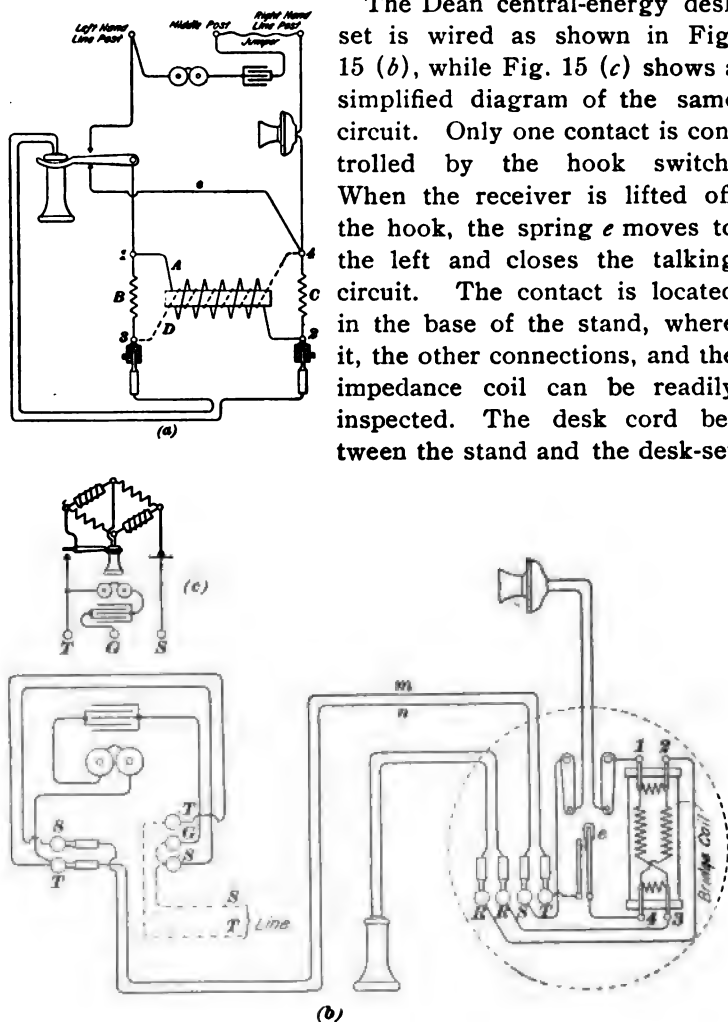 The Dean central-energy desk
set is wired as shown in Fig.
15 (b), while Fig. 15 (c) shows a
simplified diagram of the same
circuit. Only one contact is con
trolled by the hook switch
When the receiver is lifted of
the hook, the spring e moves to
the left and closes the talking
circuit. The contact is located
in the base of the stand, where
it, the other connections, and the
impedance coil can be readily
inspected. The desk cord be
tween the stand and the desk-set
Left Hand
Line Post
Middle Post
Right Hand
Line Post
Jumper
1
A
4
B
C
D
3
2
(a)
(c)
T G S
m
n
1 2
e
Bridge Coil
S
T
T
G
S
S
T
Line
R R S T
4 3
(b)